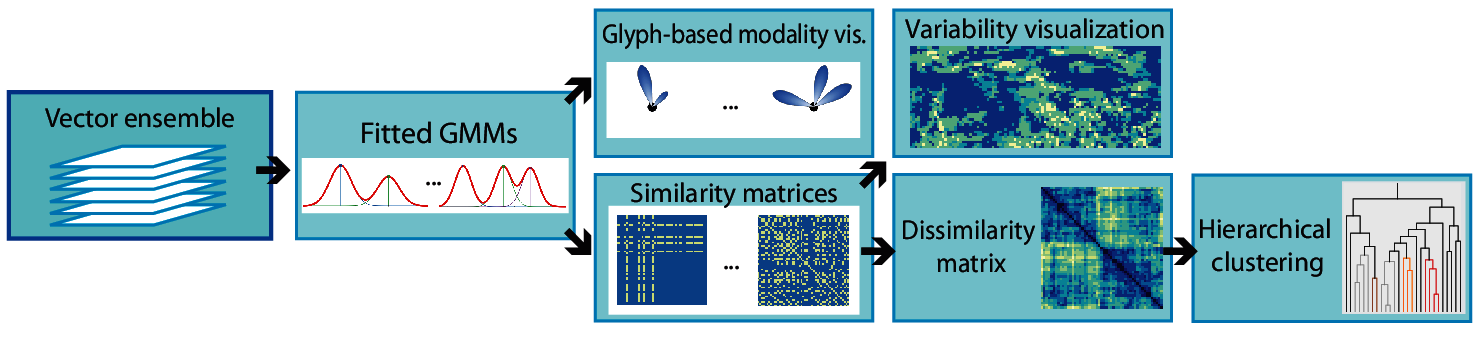 Vector ensemble
Fitted GMMs
...
Glyph-based modality vis.
...
Similarity matrices
...
Variability visualization
Dissimilarity
matrix
Hierarchical
clustering